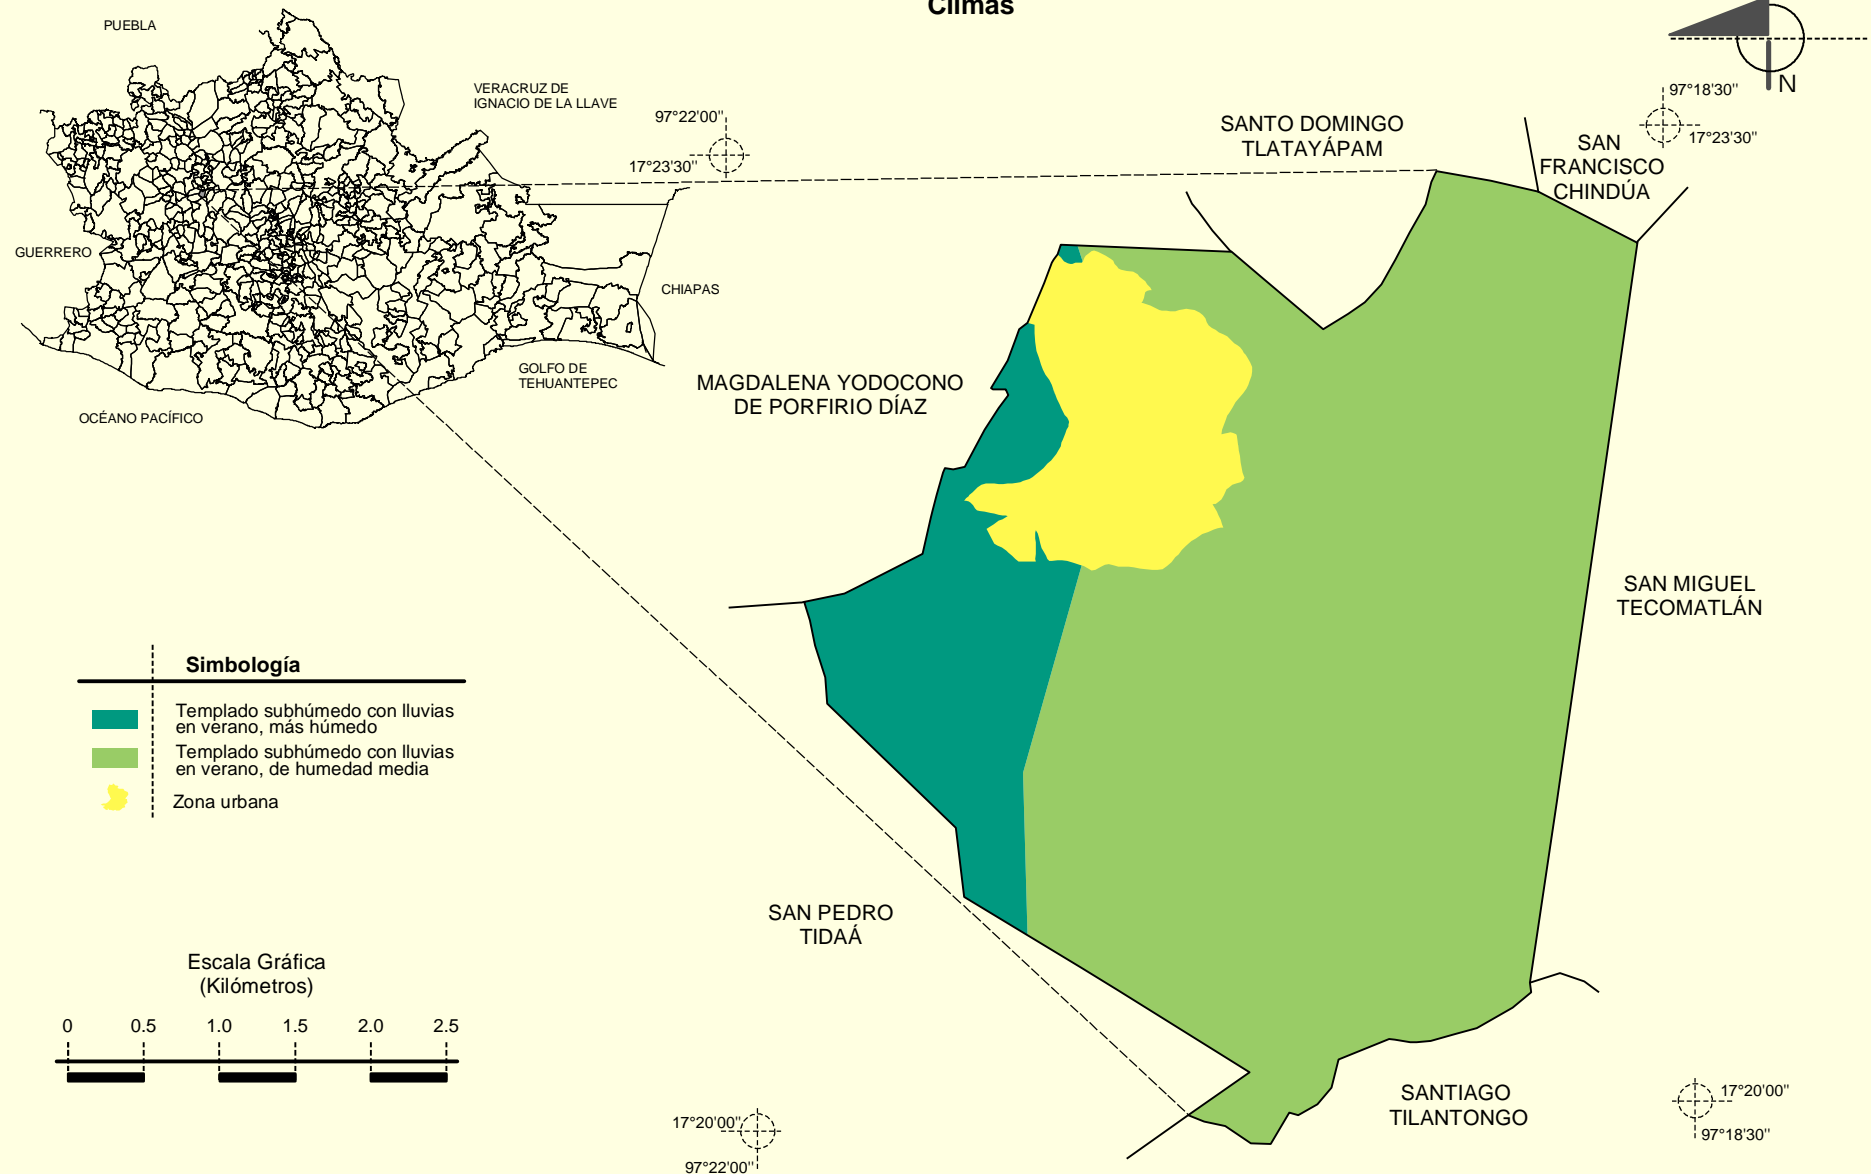 Climas
PUEBLA
VERACRUZ DE
IGNACIO DE LA LLAVE
GUERRERO
CHIAPAS
GOLFO DE
TEHUANTEPEC
OCÉANO PACÍFICO
97°22'00"
17°23'30"
N
97°18'30"
17°23'30"
SANTO DOMINGO
TLATAYÁPAM
SAN
FRANCISCO
CHINDÚA
MAGDALENA YODOCONO
DE PORFIRIO DÍAZ
SAN MIGUEL
TECOMATLÁN
Simbología
Templado subhúmedo con lluvias
en verano, más húmedo
Templado subhúmedo con lluvias
en verano, de humedad media
Zona urbana
SAN PEDRO
TIDAÁ
Escala Gráfica
(Kilómetros)
0 0.5 1.0 1.5 2.0 2.5
SANTIAGO
TILANTONGO
17°20'00"
97°22'00"
17°20'00"
97°18'30"